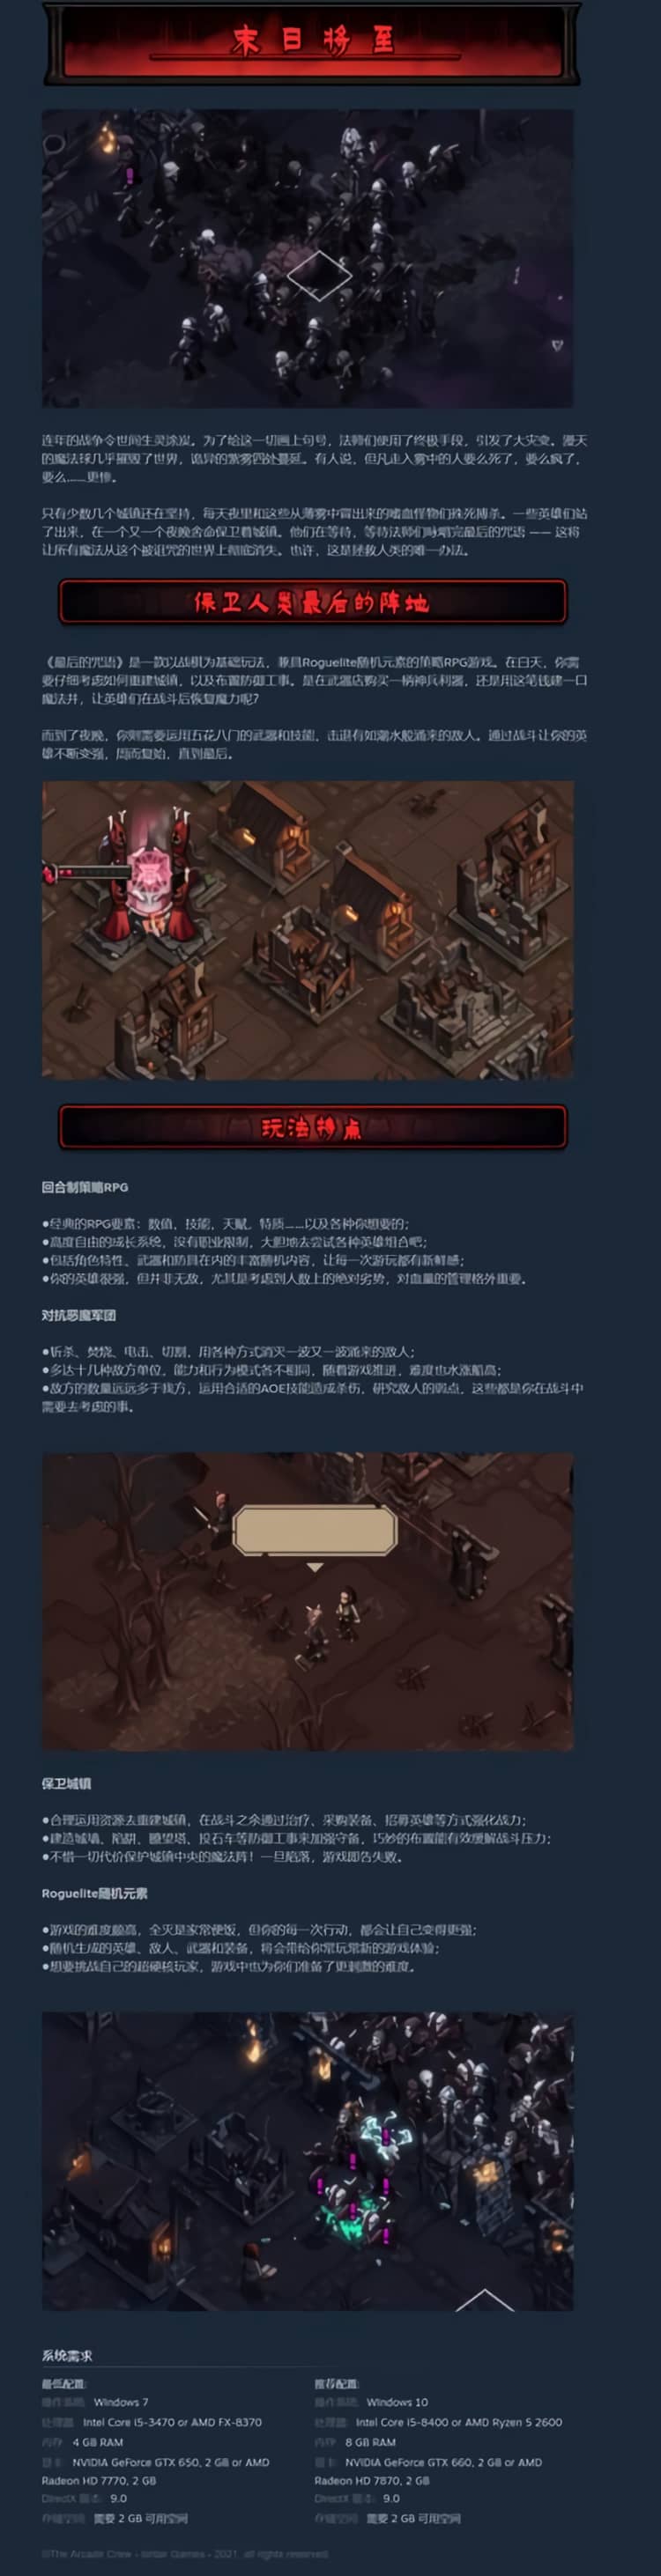 末日将至
连年的战争令世间生灵涂炭。为了给这一切画上句号，法师们使用了终极手段，引发了大灾变。漫天
的魔法球几乎摧毁了世界，诡异的紫雾四处蔓延。有人说，但凡走入雾中的人要么死了，要么疯了，
要么……更惨。
只有少数几个城镇还在坚持，每天夜里和这些从薄雾中冒出来的嗜血怪物们殊死搏杀。一些英雄们站
了出来，在一个又一个夜晚舍命保卫着城镇。他们在等待，等待法师们咏唱完最后的咒语 —— 这将
让所有魔法从这个被诅咒的世界上彻底消失。也许，这是拯救人类的唯一办法。
保卫人类最后的阵地
《最后的咒语》是一款以战棋为基础玩法，兼具Roguelite随机元素的策略RPG游戏。在白天，你需
要仔细考虑如何重建城镇，以及布置防御工事。是在武器店购买一柄神兵利器，还是用这笔钱建一口
魔法井，让英雄们在战斗后恢复魔力呢？
而到了夜晚，你则需要运用五花八门的武器和技能，击退有如潮水般涌来的敌人。通过战斗让你的英
雄不断变强，周而复始，直到最后。
玩法特点
回合制策略RPG
●经典的RPG要素：数值，技能，天赋，特质……以及各种你想要的；
●高度自由的成长系统，没有职业限制，大胆地去尝试各种英雄组合吧；
●包括角色特性、武器和防具在内的丰富随机内容，让每一次游玩都有新鲜感；
●你的英雄很强，但并非无敌，尤其是考虑到人数上的绝对劣势，对血量的管理格外重要。
对抗恶魔军团
●斩杀、焚烧、电击、切割，用各种方式消灭一波又一波涌来的敌人；
●多达十几种敌方单位，能力和行为模式各不相同，随着游戏推进，难度也水涨船高；
●敌方的数量远远多于我方，运用合适的AOE技能造成杀伤，研究敌人的弱点，这些都是你在战斗中
需要去考虑的事。
保卫城镇
●合理运用资源去重建城镇，在战斗之余通过治疗、采购装备、招募英雄等方式强化战力；
●建造城墙、陷阱、瞭望塔、投石车等防御工事来加强守备，巧妙的布置能有效缓解战斗压力；
●不惜一切代价保护城镇中央的魔法阵！一旦陷落，游戏即告失败。
Roguelite随机元素
●游戏的难度颇高，全灭是家常便饭，但你的每一次行动，都会让自己变得更强；
●随机生成的英雄、敌人、武器和装备，将会带给你常玩常新的游戏体验；
●想要挑战自己的超硬核玩家，游戏中也为你们准备了更刺激的难度。
系统需求
最低配置:
操作系统: Windows 7
处理器: Intel Core i5-3470 or AMD FX-8370
内存: 4 GB RAM
显卡: NVIDIA GeForce GTX 650, 2 GB or AMD
Radeon HD 7770, 2 GB
DirectX 版本: 9.0
存储空间: 需要 2 GB 可用空间
推荐配置:
操作系统: Windows 10
处理器: Intel Core i5-8400 or AMD Ryzen 5 2600
内存: 8 GB RAM
显卡: NVIDIA GeForce GTX 660, 2 GB or AMD
Radeon HD 7870, 2 GB
DirectX 版本: 9.0
存储空间: 需要 2 GB 可用空间
©The Arcade Crew - Ishtar Games - 2021. all rights reserved.